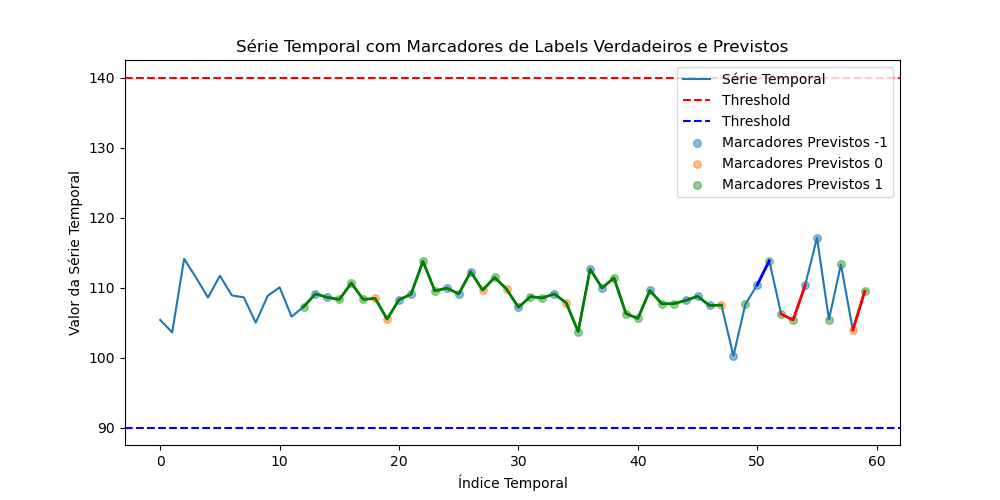 Série Temporal com Marcadores de Labels Verdadeiros e Previstos
Valor da Série Temporal
140
130
120
110
100
90
Série Temporal
Threshold
Threshold
Marcadores Previstos -1
Marcadores Previstos 0
Marcadores Previstos 1
0 10 20 30 40 50 60
Índice Temporal